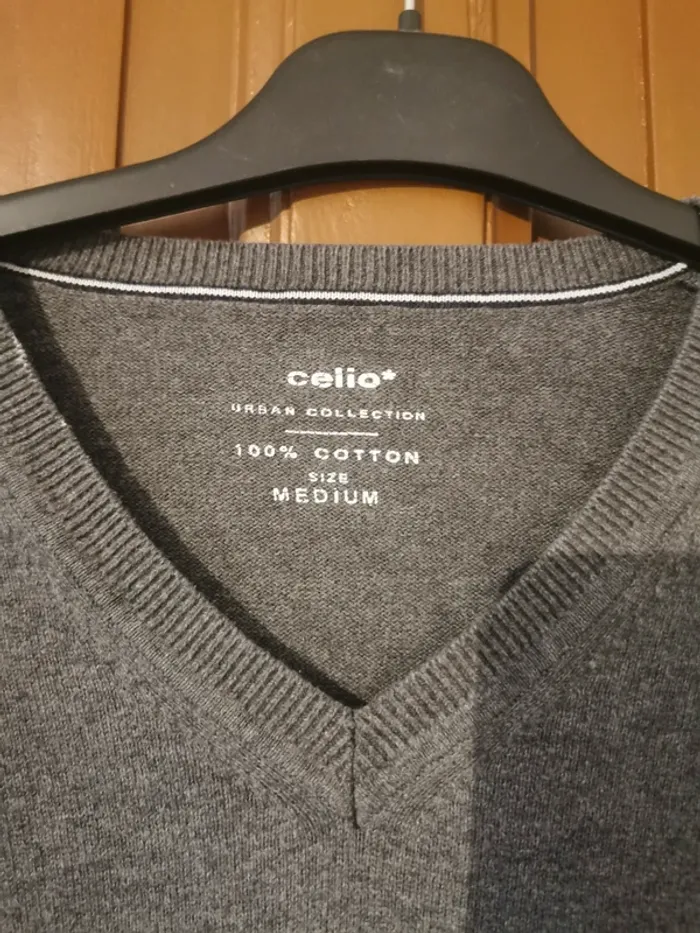 celio*
URBAN COLLECTION
100% COTTON
SIZE
MEDIUM